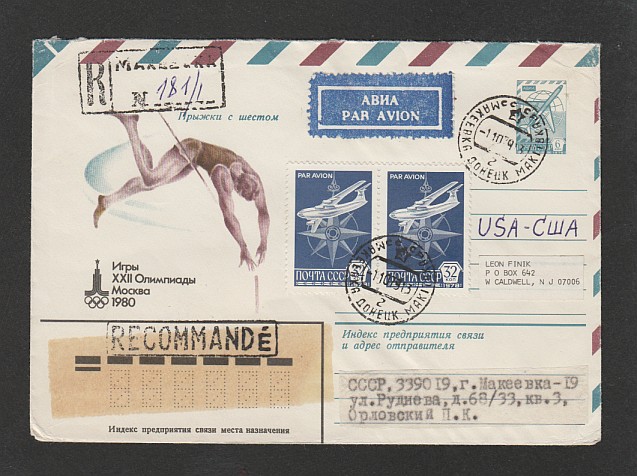 R МАКЕЕВКА
N 181/1
АВИА
PAR AVION
Прыжки с шестом
PAR AVION
PAR AVION
ПОЧТА СССР
ПОЧТА СССР 32
USA-США
LEON FINIK
P O BOX 642
W CALDWELL, N J 07006
Игры
XXII Олимпиады
Москва
1980
RECOMMANDÉ
Индекс предприятия связи
и адрес отправителя
СССР, 339019, г. Макеевка-19
ул. Руднева, д. 68/33, кв. 3,
Орловский П.К.
Индекс предприятия связи места назначения